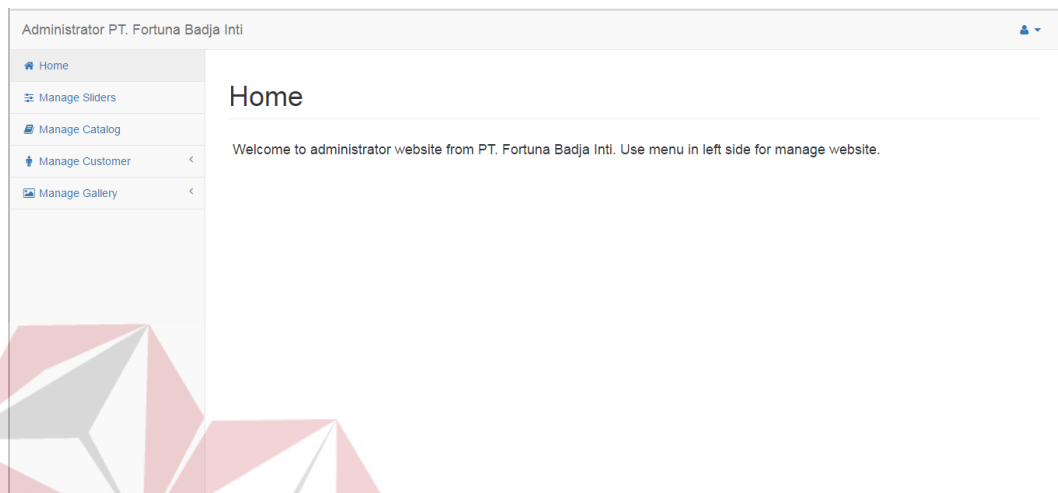 Administrator PT. Fortuna Badja Inti
Home
Manage Sliders
Manage Catalog
Manage Customer
Manage Gallery
Home
Welcome to administrator website from PT. Fortuna Badja Inti. Use menu in left side for manage website.